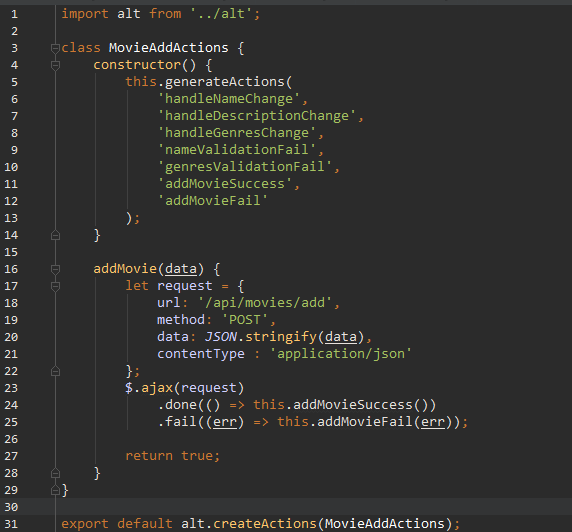 1 import alt from '../alt';
2
3 class MovieAddActions {
4 constructor() {
5 this.generateActions(
6 'handleNameChange',
7 'handleDescriptionChange',
8 'handleGenresChange',
9 'nameValidationFail',
10 'genresValidationFail',
11 'addMovieSuccess',
12 'addMovieFail'
13 );
14 }
15
16 addMovie(data) {
17 let request = {
18 url: '/api/movies/add',
19 method: 'POST',
20 data: JSON.stringify(data),
21 contentType : 'application/json'
22 };
23 $.ajax(request)
24 .done(() => this.addMovieSuccess())
25 .fail((err) => this.addMovieFail(err));
26
27 return true;
28 }
29 }
30
31 export default alt.createActions(MovieAddActions);